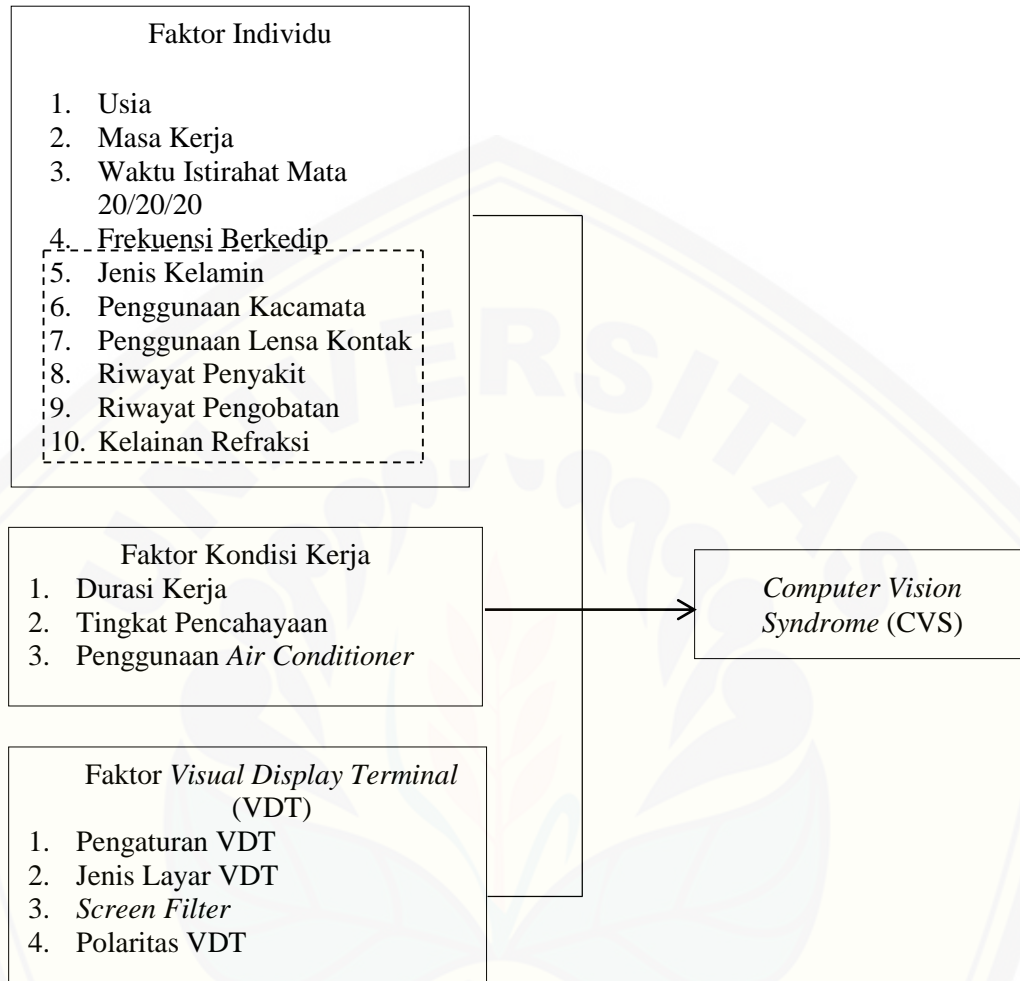 Faktor Individu
1. Usia
2. Masa Kerja
3. Waktu Istirahat Mata
20/20/20
4. Frekuensi Berkedip
5. Jenis Kelamin
6. Penggunaan Kacamata
7. Penggunaan Lensa Kontak
8. Riwayat Penyakit
9. Riwayat Pengobatan
10. Kelainan Refraksi
Faktor Kondisi Kerja
1. Durasi Kerja
2. Tingkat Pencahayaan
3. Penggunaan Air Conditioner
Computer Vision
Syndrome (CVS)
Faktor Visual Display Terminal
(VDT)
1. Pengaturan VDT
2. Jenis Layar VDT
3. Screen Filter
4. Polaritas VDT
UNIVERSITAS